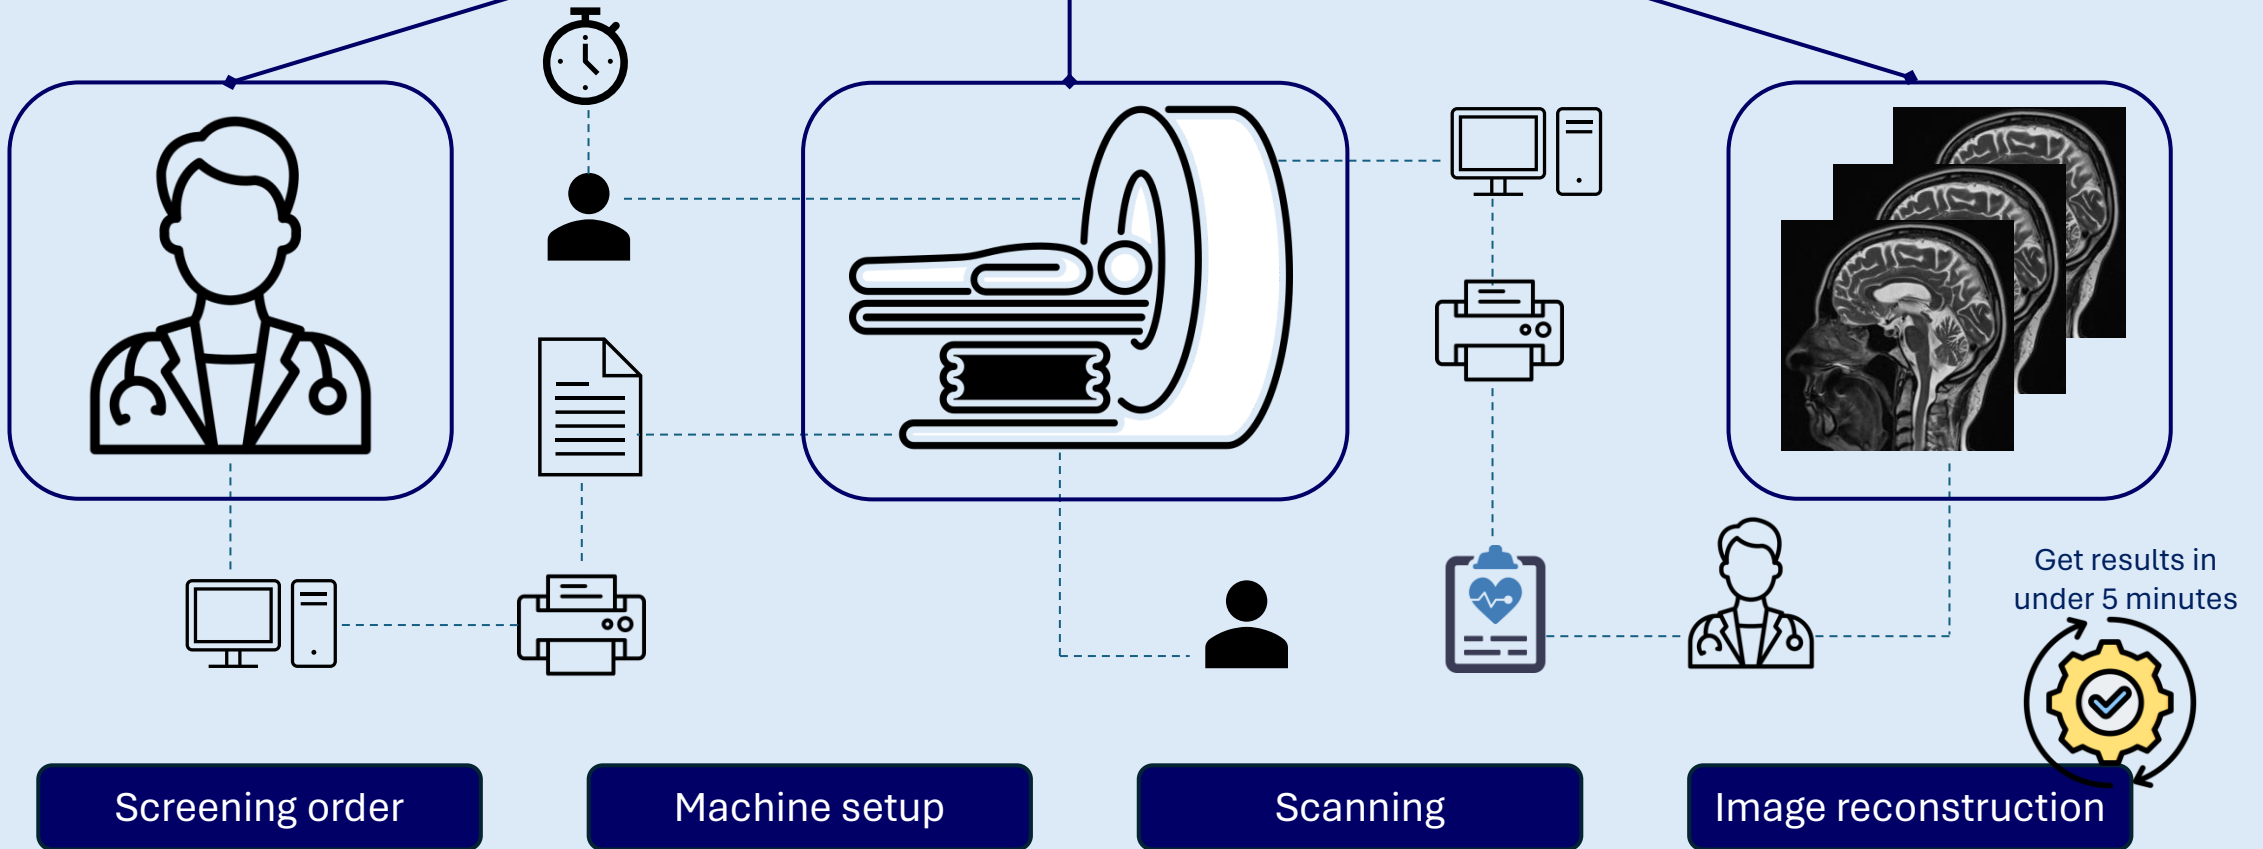 Get results in
under 5 minutes
Screening order
Machine setup
Scanning
Image reconstruction